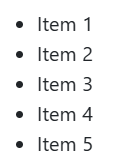 • Item 1
• Item 2
• Item 3
• Item 4
• Item 5